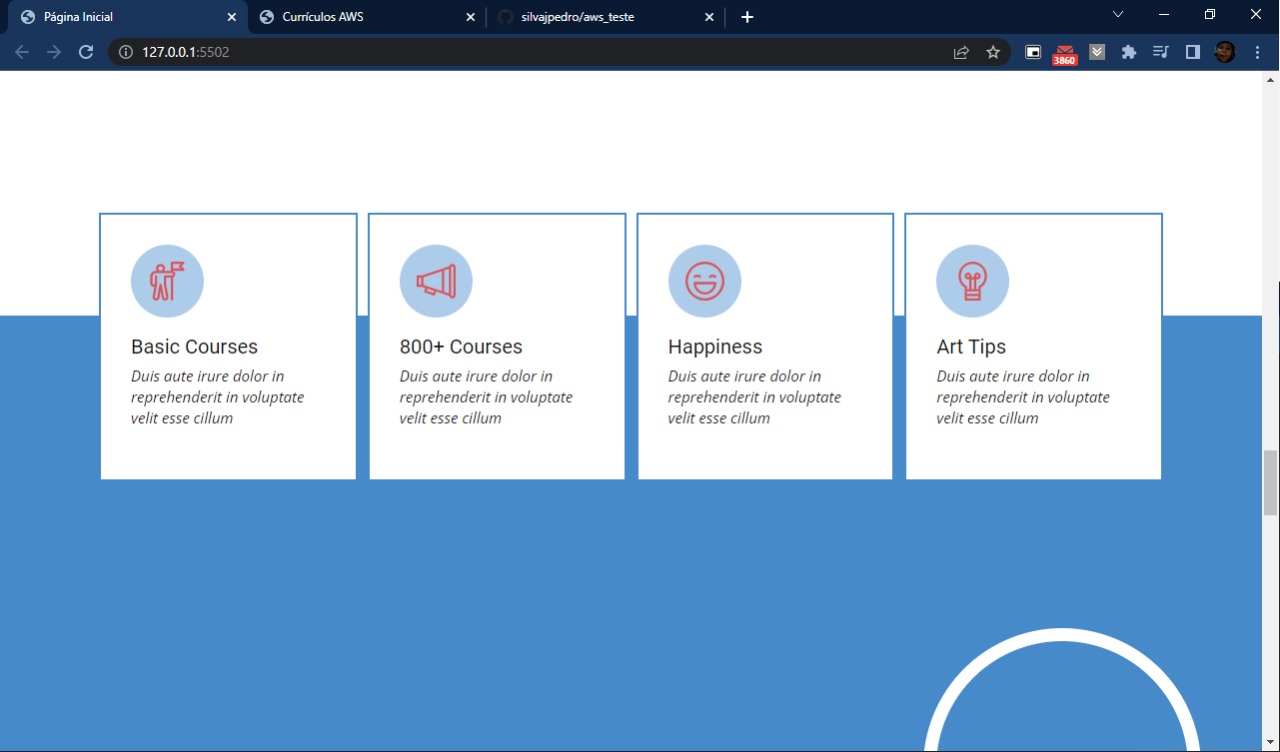 Página Inicial
Currículos AWS
silvajpedro/aws_teste
127.0.0.1:5502
3860
Basic Courses
800+ Courses
Happiness
Art Tips
Duis aute irure dolor in
reprehenderit in voluptate
velit esse cillum
Duis aute irure dolor in
reprehenderit in voluptate
velit esse cillum
Duis aute irure dolor in
reprehenderit in voluptate
velit esse cillum
Duis aute irure dolor in
reprehenderit in voluptate
velit esse cillum